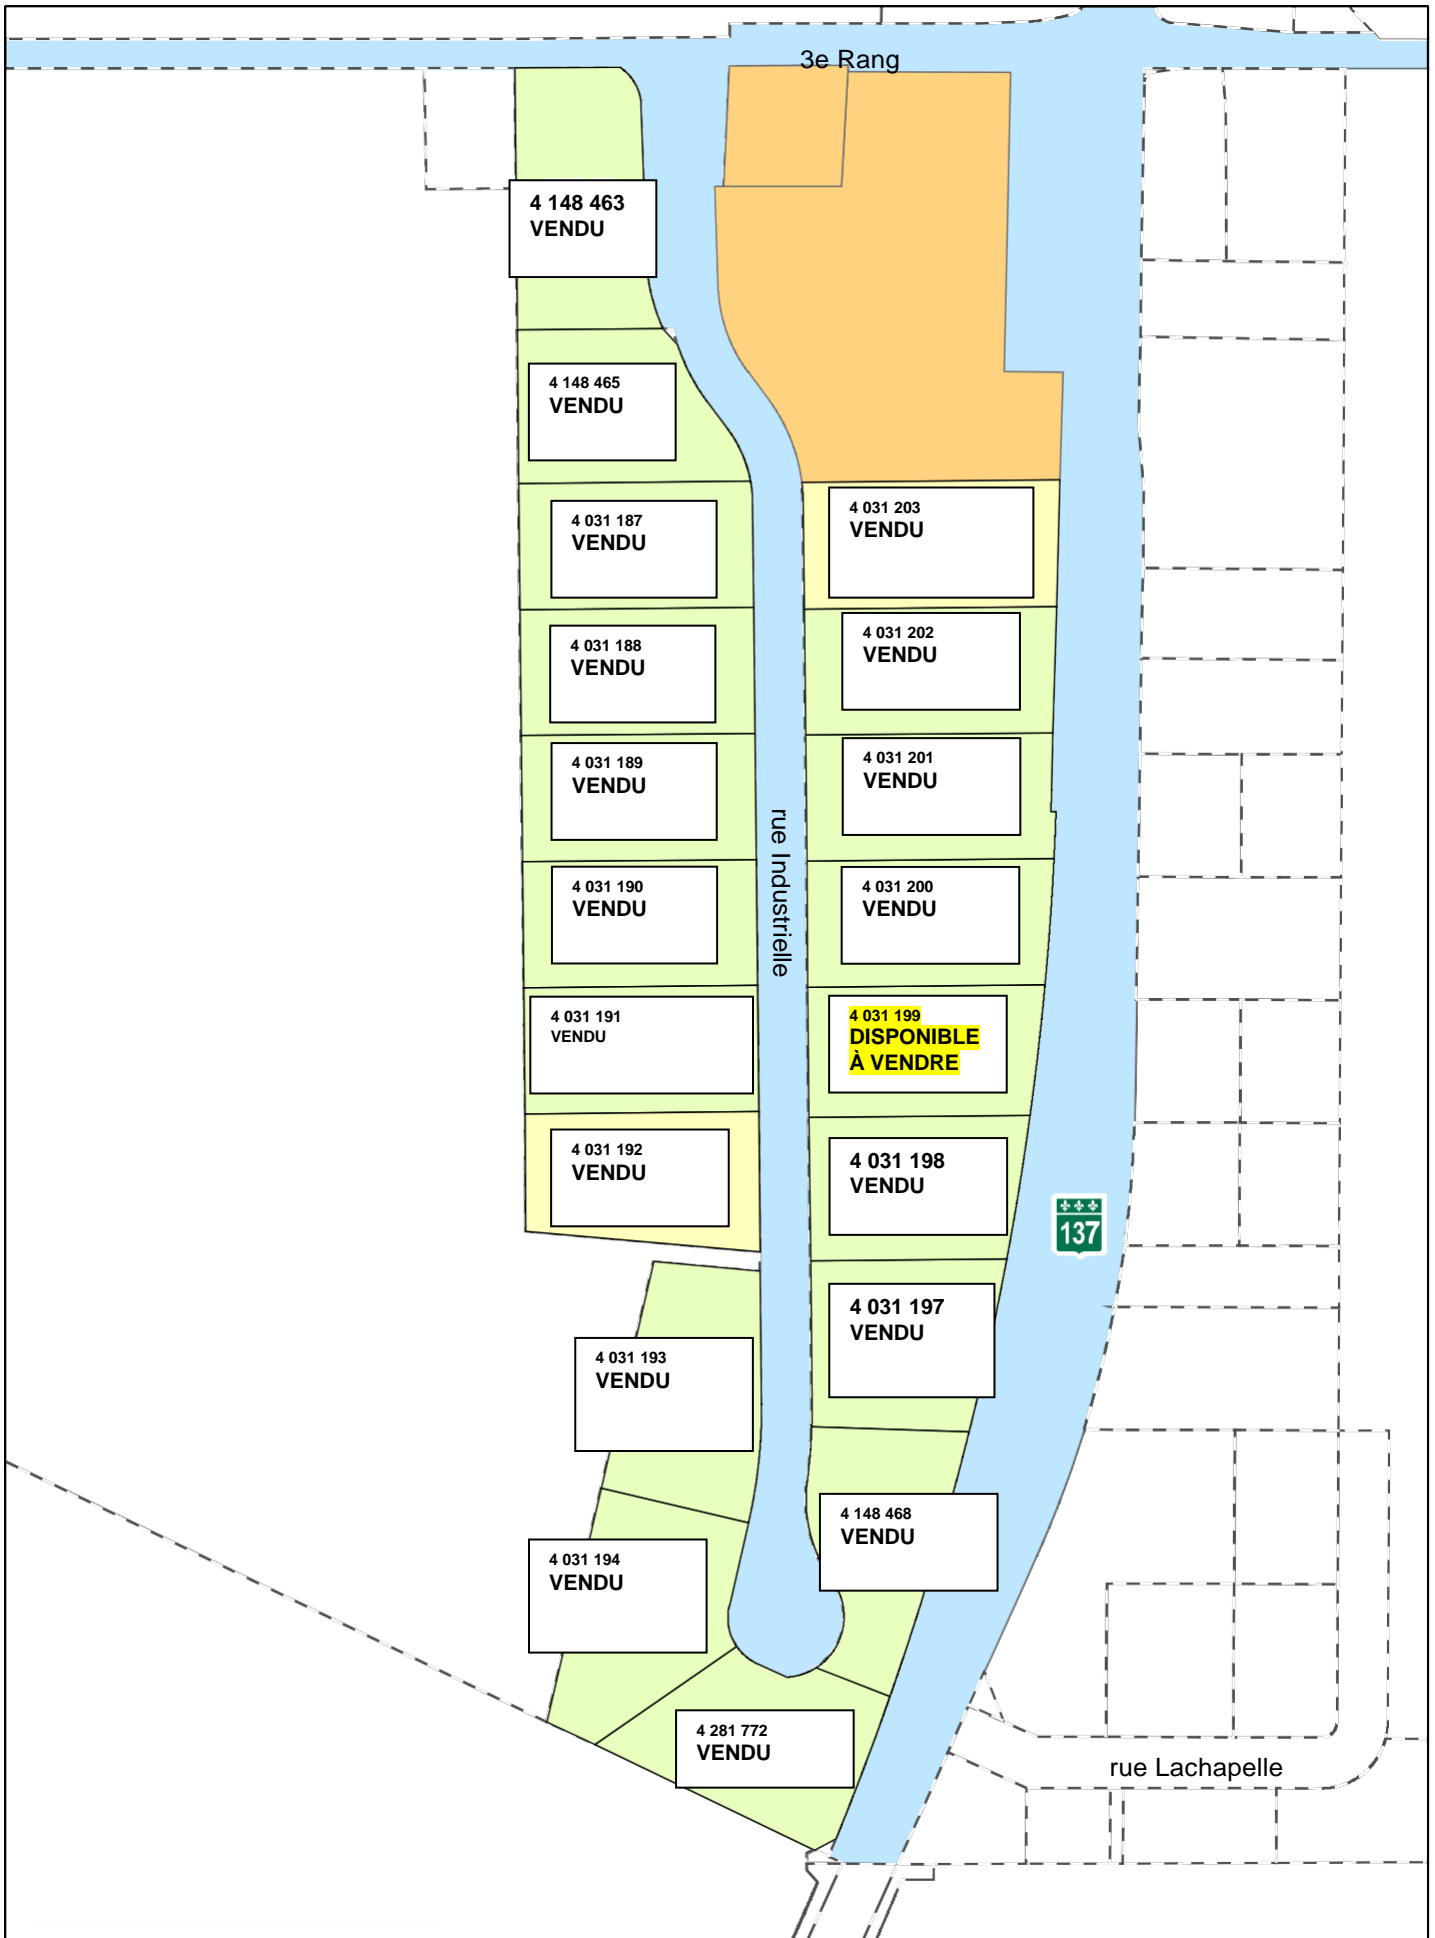 3e Rang
4 148 463
VENDU
4 148 465
VENDU
4 031 187
VENDU
4 031 203
VENDU
4 031 188
VENDU
4 031 202
VENDU
4 031 189
VENDU
4 031 201
VENDU
rue Industrielle
4 031 190
VENDU
4 031 200
VENDU
4 031 191
VENDU
4 031 199
DISPONIBLE
À VENDRE
4 031 192
VENDU
4 031 198
VENDU
137
4 031 197
VENDU
4 031 193
VENDU
4 148 468
VENDU
4 031 194
VENDU
4 281 772
VENDU
rue Lachapelle